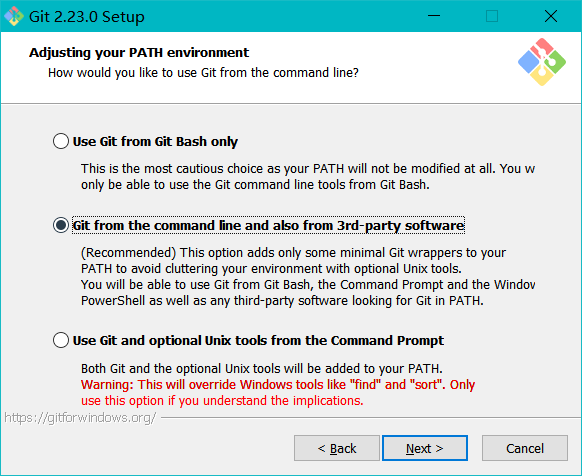 Git 2.23.0 Setup
Adjusting your PATH environment
How would you like to use Git from the command line?
Use Git from Git Bash only
This is the most cautious choice as your PATH will not be modified at all. You w
only be able to use the Git command line tools from Git Bash.
Git from the command line and also from 3rd-party software
(Recommended) This option adds only some minimal Git wrappers to your
PATH to avoid cluttering your environment with optional Unix tools.
You will be able to use Git from Git Bash, the Command Prompt and the Window
PowerShell as well as any third-party software looking for Git in PATH.
Use Git and optional Unix tools from the Command Prompt
Both Git and the optional Unix tools will be added to your PATH.
Warning: This will override Windows tools like "find" and "sort". Only
use this option if you understand the implications.
https://gitforwindows.org/
< Back Next > Cancel